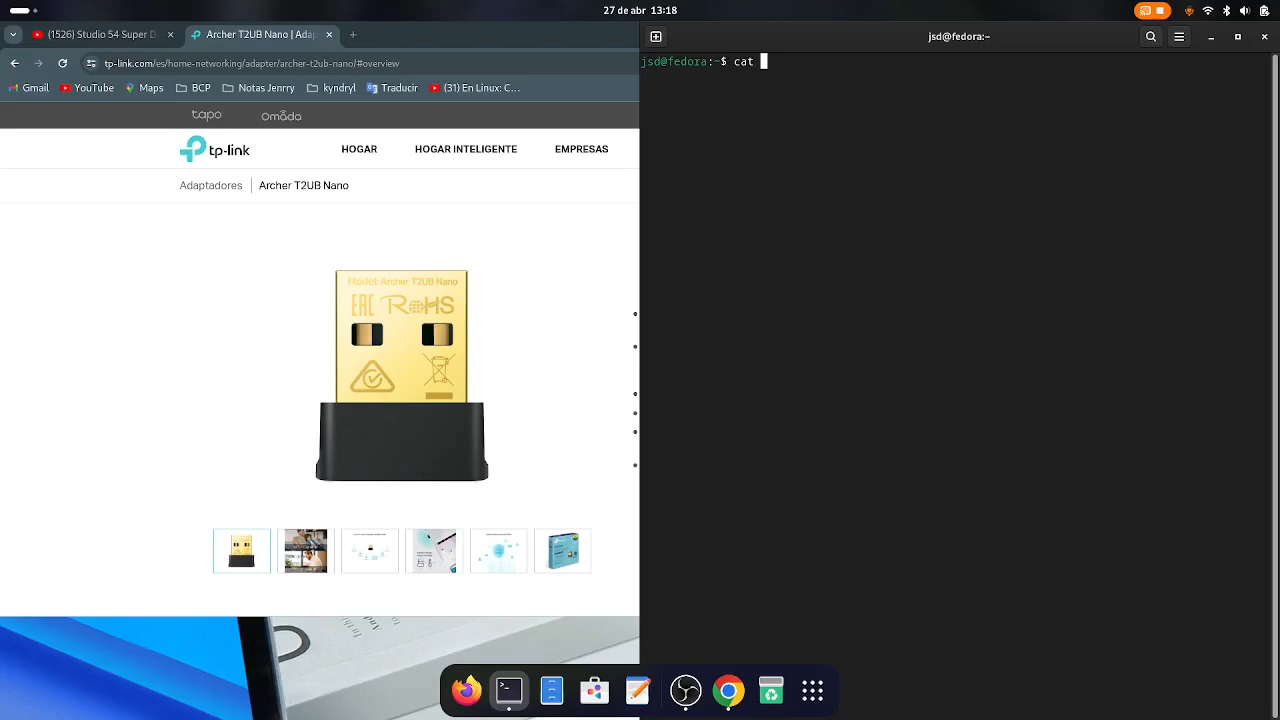 27 de abr 13:18
(1526) Studio 54 Super D
Archer T2UB Nano | Adap
tp-link.com/es/home-networking/adapter/archer-t2ub-nano/#overview
Gmail YouTube Maps BCP Notas Jenry kyndryl Traducir (31) En Linux: C...
tapo omada
tp-link HOGAR HOGAR INTELIGENTE EMPRESAS
Adaptadores Archer T2UB Nano
Model: Archer T2UB Nano
EAC RoHS
jsd@fedora:~
jsd@fedora:~$ cat